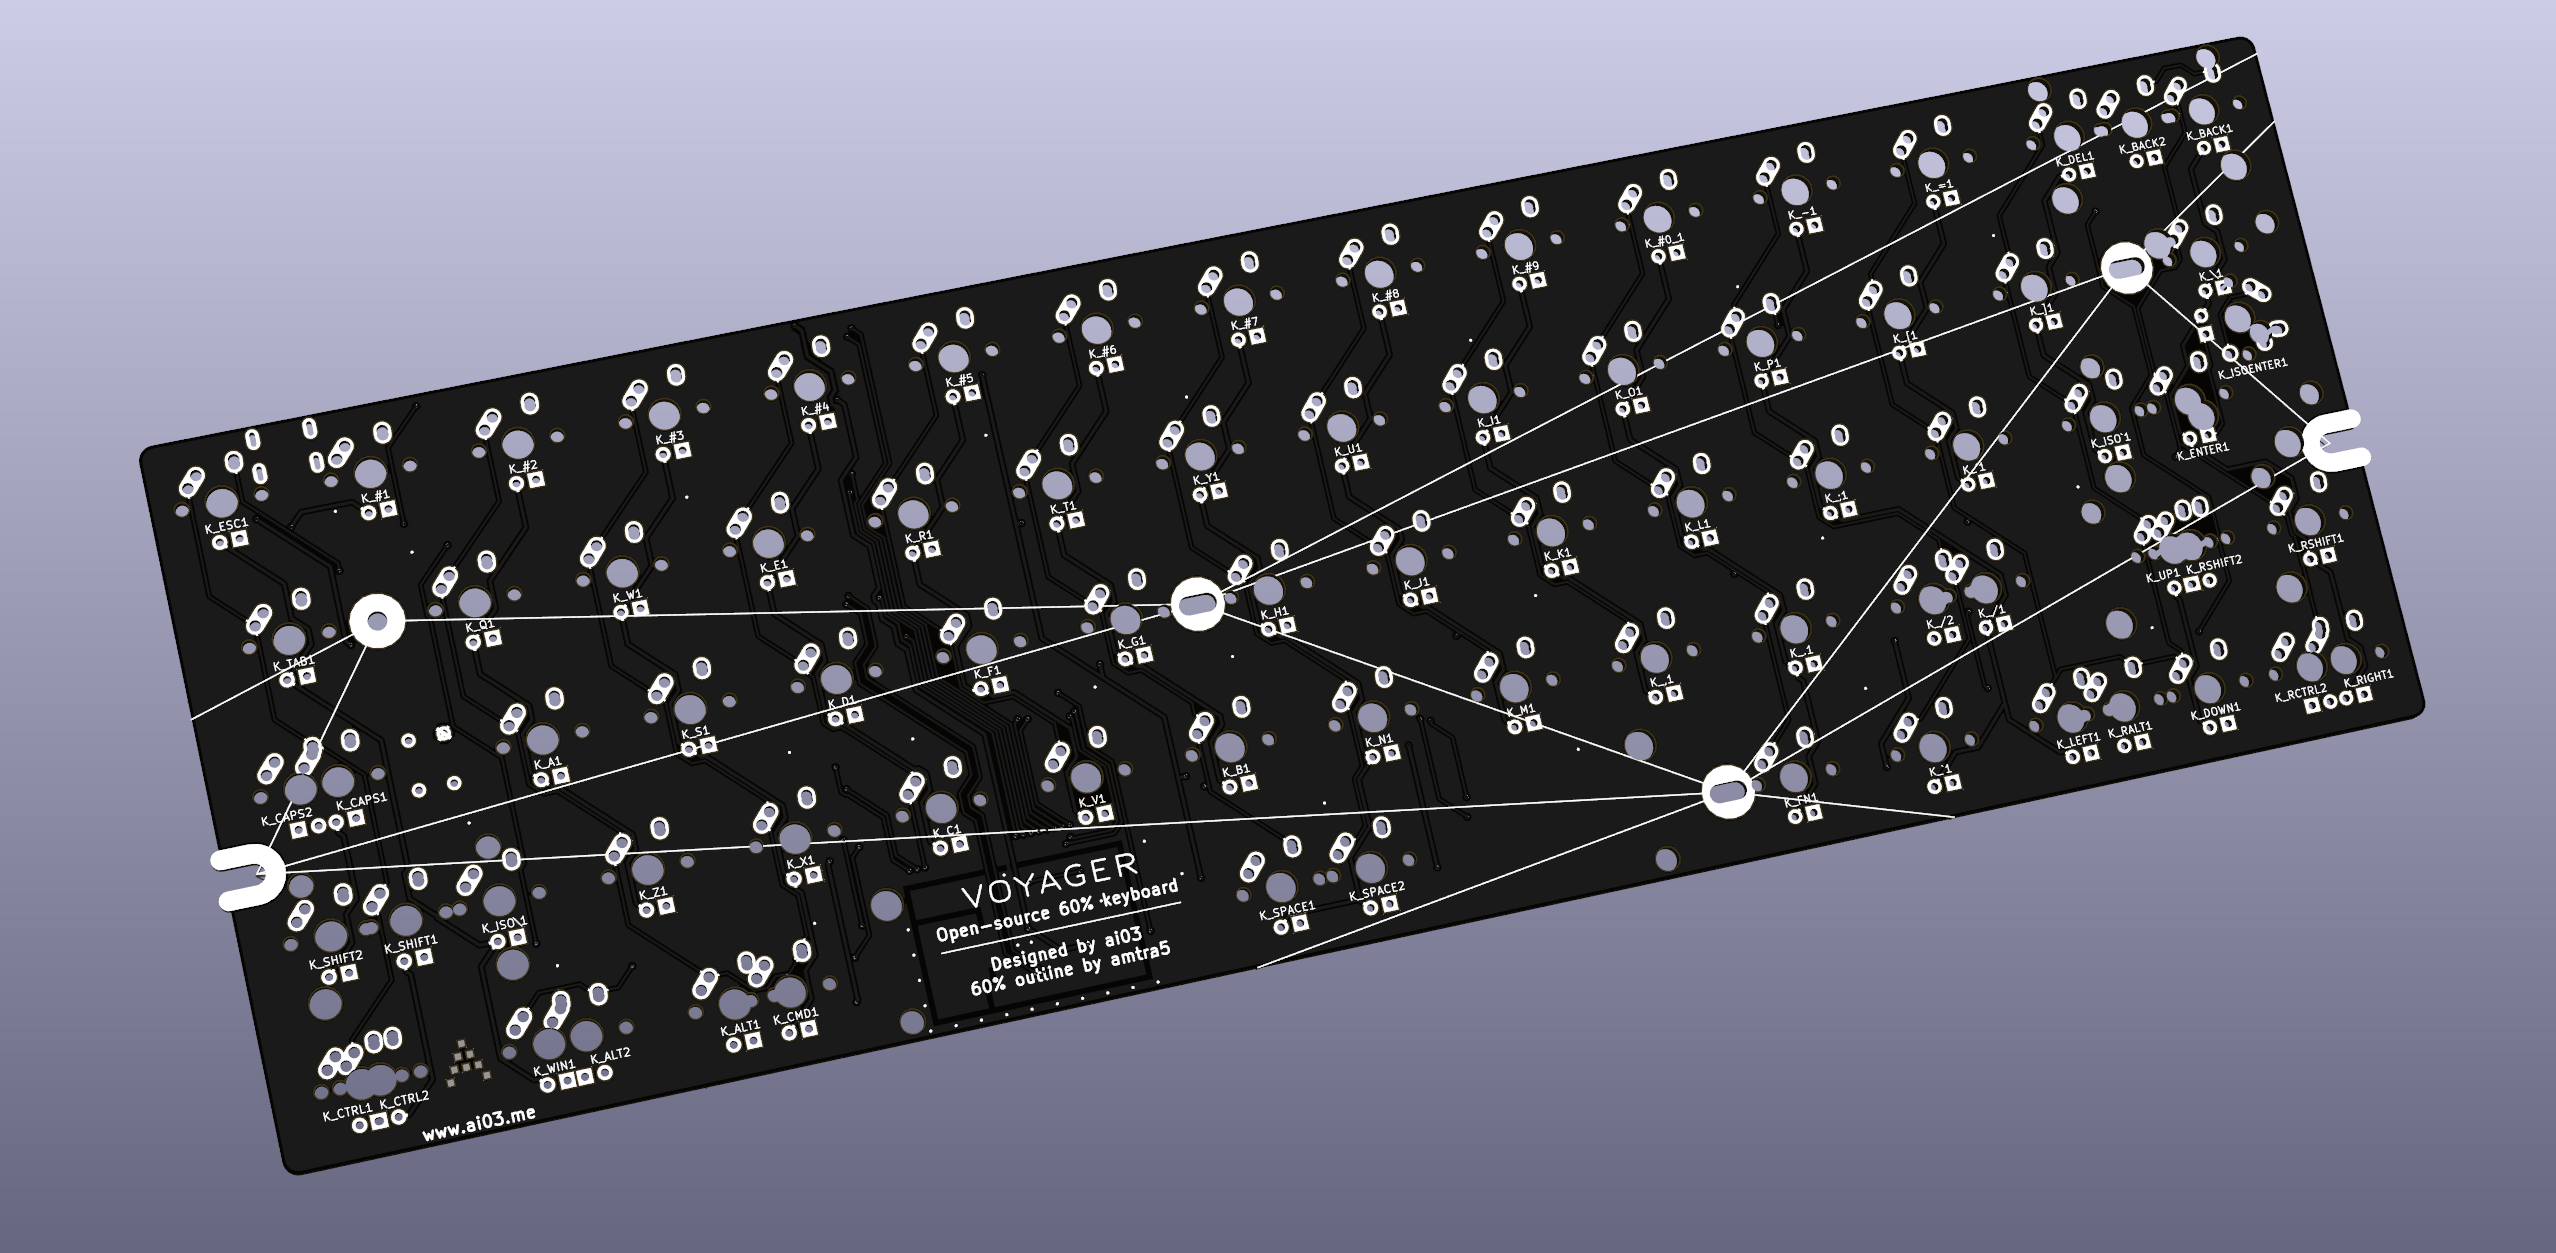 K_ESC1
K_#1
K_#2
K_#3
K_#4
K_#5
K_#6
K_#7
K_#8
K_#9
K_#0_1
K_-1
K_=1
K_DEL1
K_BACK2
K_BACK1
K_TAB1
K_Q1
K_W1
K_E1
K_R1
K_T1
K_Y1
K_U1
K_I1
K_O1
K_P1
K_[1
K_]1
K_\1
K_ISOENTER1
K_CAPS2
K_CAPS1
K_A1
K_S1
K_D1
K_F1
K_G1
K_H1
K_J1
K_K1
K_L1
K_;1
K_'1
K_ISO`1
K_ENTER1
K_SHIFT2
K_SHIFT1
K_ISO\1
K_Z1
K_X1
K_C1
K_V1
K_B1
K_N1
K_M1
K_,1
K_.1
K_/2
K_/1
K_UP1
K_RSHIFT2
K_RSHIFT1
K_CTRL1
K_CTRL2
K_WIN1
K_ALT2
K_ALT1
K_CMD1
K_SPACE1
K_SPACE2
K_FN1
K_`1
K_LEFT1
K_RALT1
K_DOWN1
K_RCTRL2
K_RIGHT1
VOYAGER
Open-source 60% keyboard
Designed by ai03
60% outline by amtra5
www.ai03.me